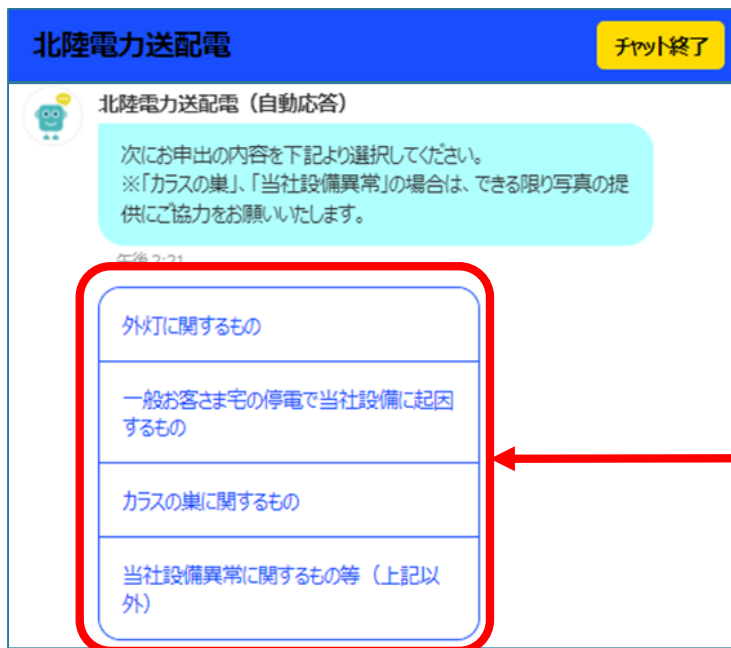 北陸電力送配電
チャット終了
北陸電力送配電（自動応答）
次にお申出の内容を下記より選択してください。
※「カラスの巣」、「当社設備異常」の場合は、できる限り写真の提
供にご協力をお願いいたします。
午後 2:21
外灯に関するもの
一般お客さま宅の停電で当社設備に起因
するもの
カラスの巣に関するもの
当社設備異常に関するもの等（上記以
外）